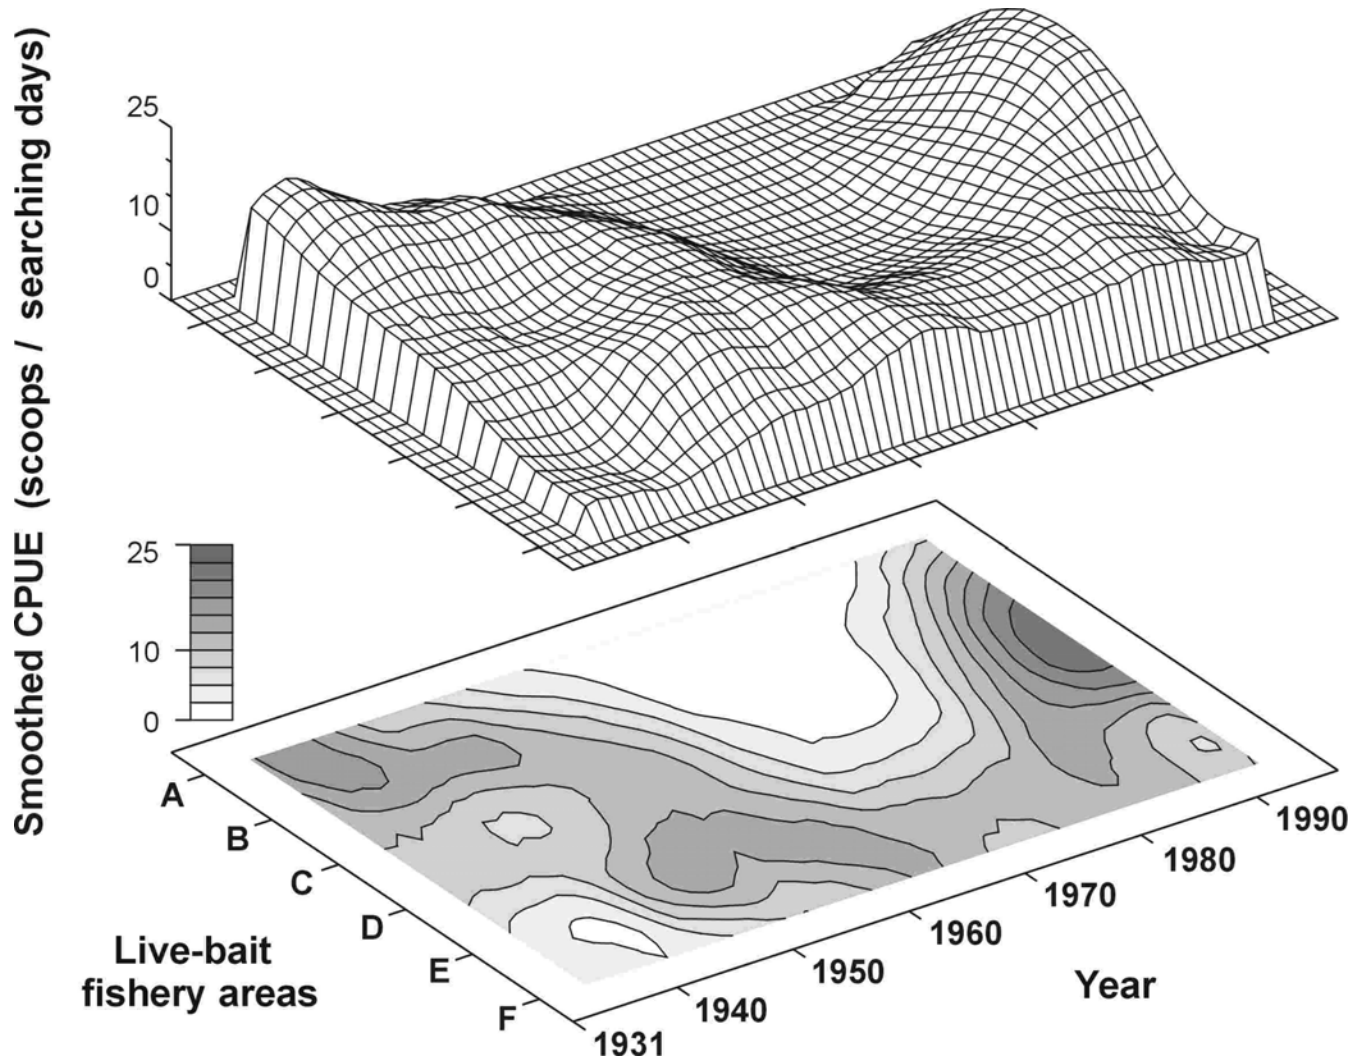 Smoothed CPUE (scoops / searching days)
25
10
0
25
10
0
A
B
C
D
E
F
Live-bait
fishery areas
1931
1940
1950
1960
1970
1980
1990
Year